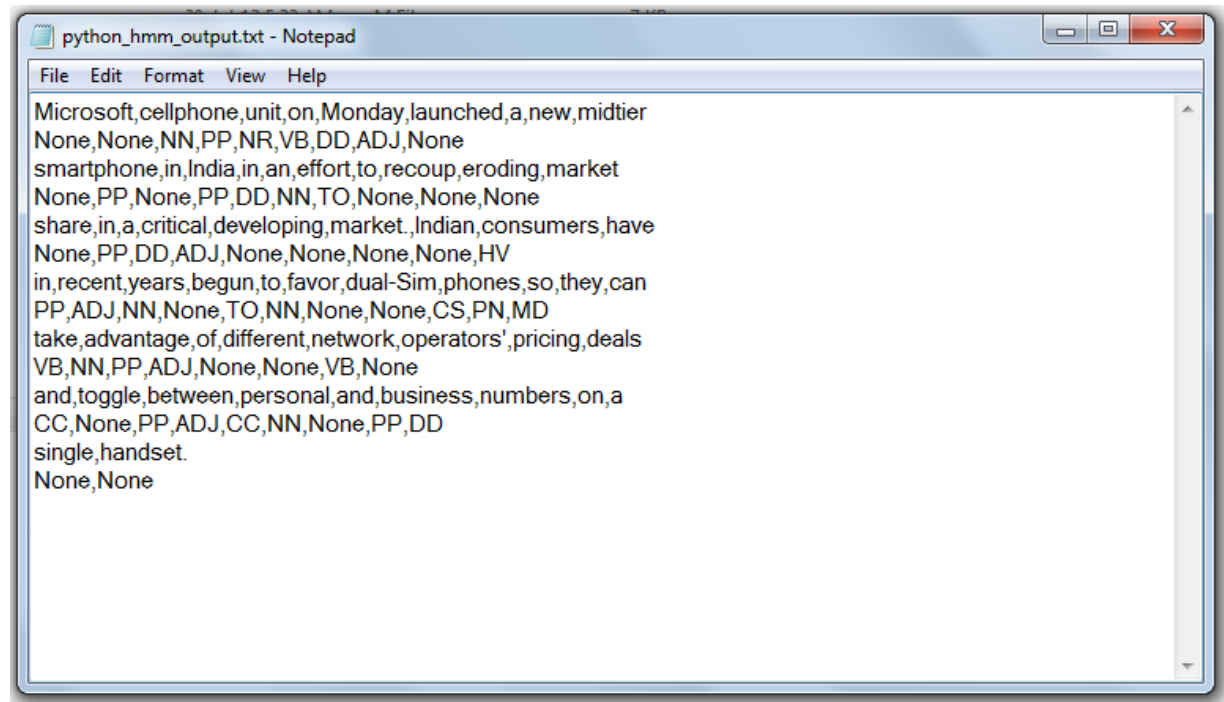 python_hmm_output.txt - Notepad
File Edit Format View Help
Microsoft,cellphone,unit,on,Monday,launched,a,new,midtier
None,None,NN,PP,NR,VB,DD,ADJ,None
smartphone,in,India,in,an,effort,to,recoup,eroding,market
None,PP,None,PP,DD,NN,TO,None,None,None
share,in,a,critical,developing,market.,Indian,consumers,have
None,PP,DD,ADJ,None,None,None,None,HV
in,recent,years,begun,to,favor,dual-Sim,phones,so,they,can
PP,ADJ,NN,None,TO,NN,None,None,CS,PN,MD
take,advantage,of,different,network,operators',pricing,deals
VB,NN,PP,ADJ,None,None,VB,None
and,toggle,between,personal,and,business,numbers,on,a
CC,None,PP,ADJ,CC,NN,None,PP,DD
single,handset.
None,None